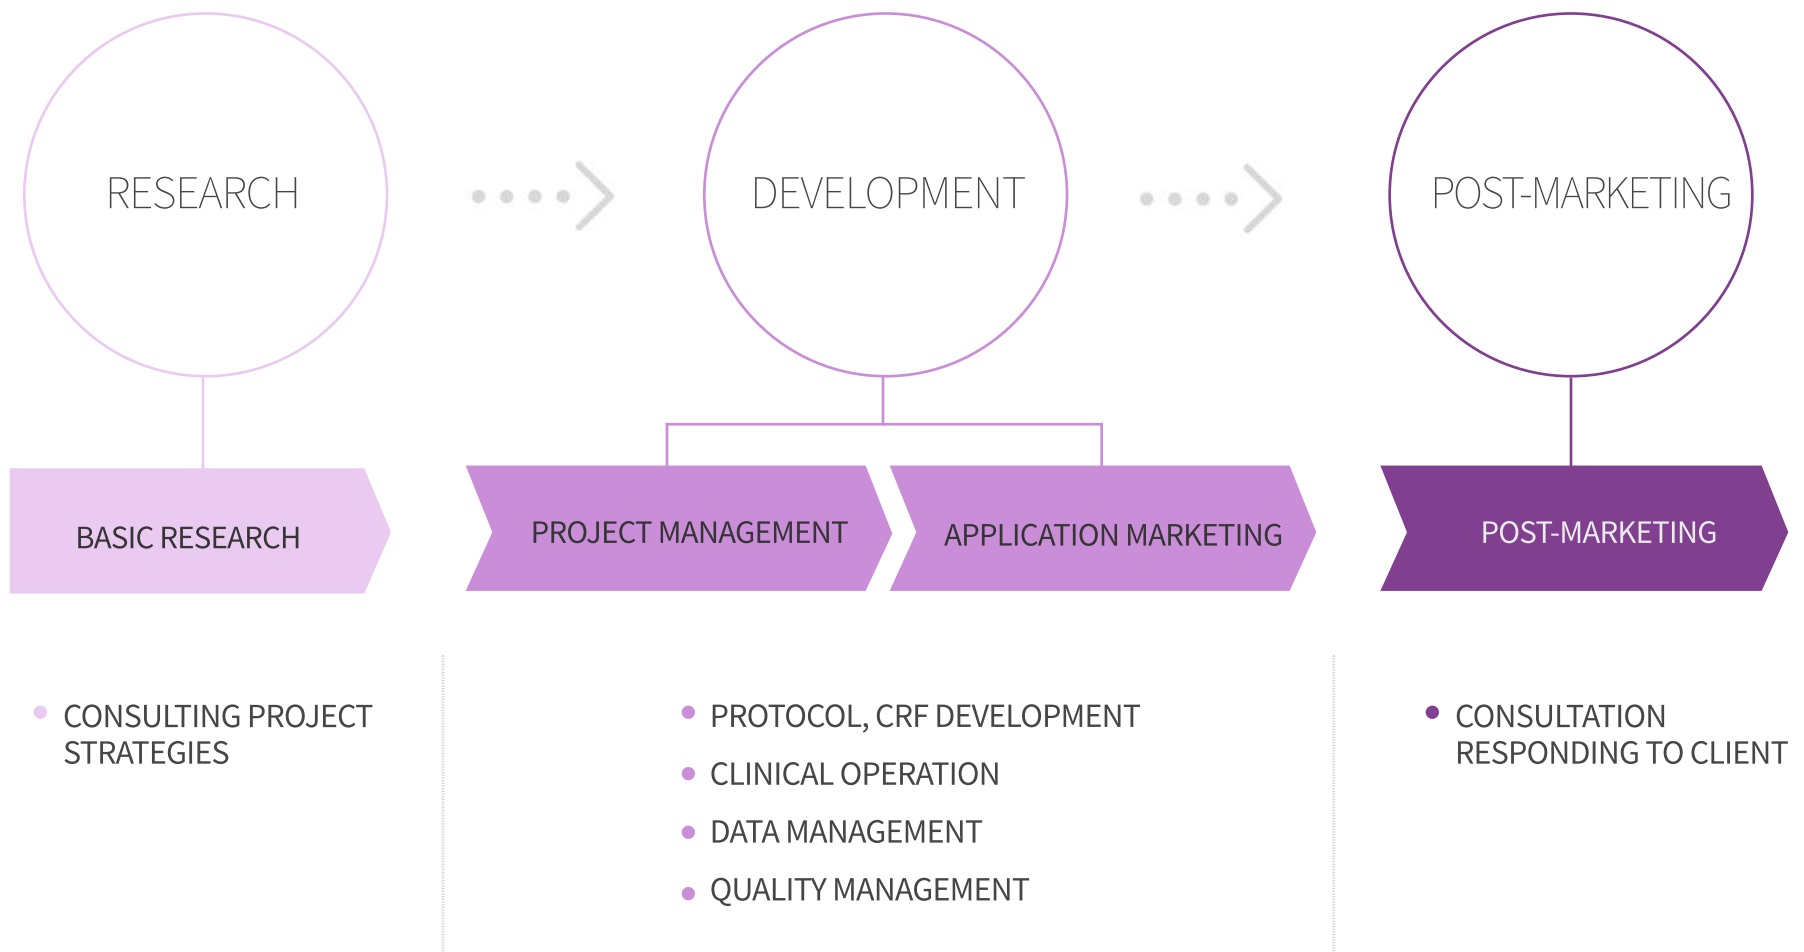 RESEARCH
DEVELOPMENT
POST-MARKETING
BASIC RESEARCH
PROJECT MANAGEMENT
APPLICATION MARKETING
POST-MARKETING
CONSULTING PROJECT
STRATEGIES
PROTOCOL, CRF DEVELOPMENT
CLINICAL OPERATION
DATA MANAGEMENT
QUALITY MANAGEMENT
CONSULTATION
RESPONDING TO CLIENT